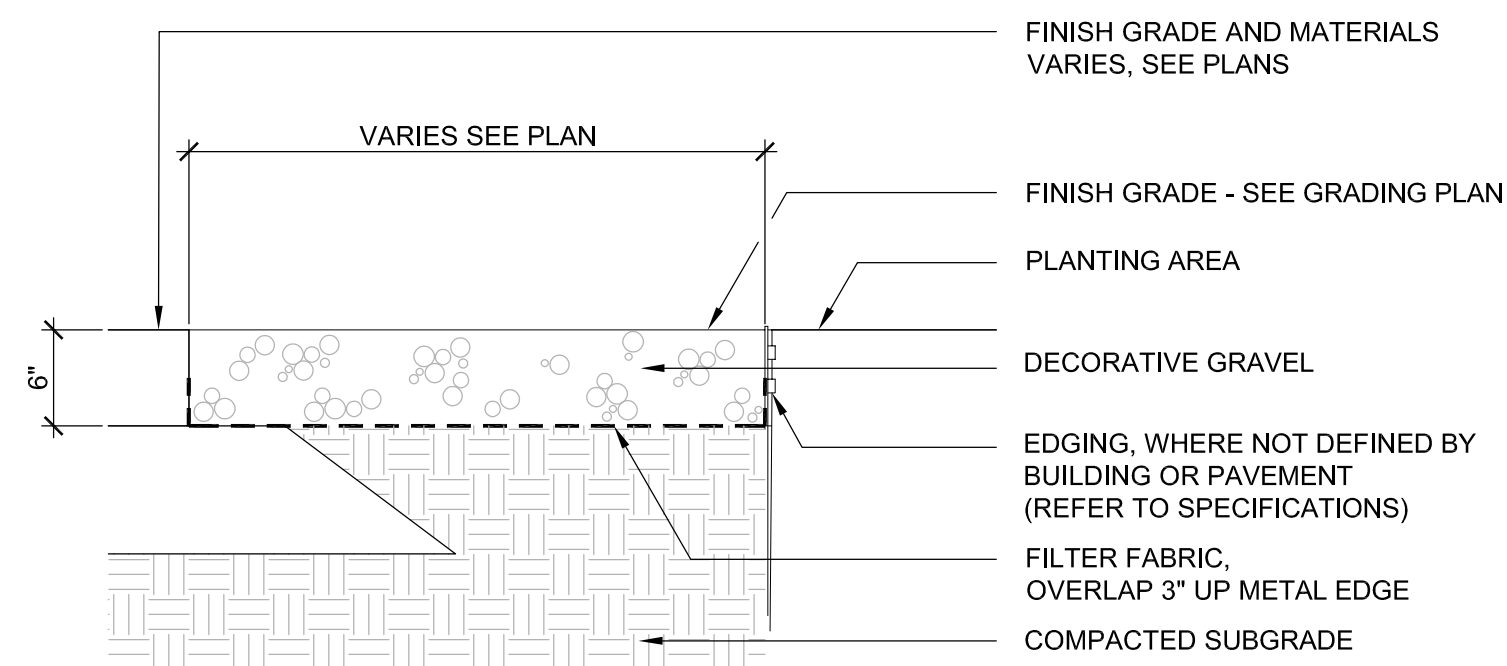 FINISH GRADE AND MATERIALS
VARIES, SEE PLANS
VARIES SEE PLAN
FINISH GRADE - SEE GRADING PLAN
PLANTING AREA
6"
DECORATIVE GRAVEL
EDGING, WHERE NOT DEFINED BY
BUILDING OR PAVEMENT
(REFER TO SPECIFICATIONS)
FILTER FABRIC,
OVERLAP 3" UP METAL EDGE
COMPACTED SUBGRADE